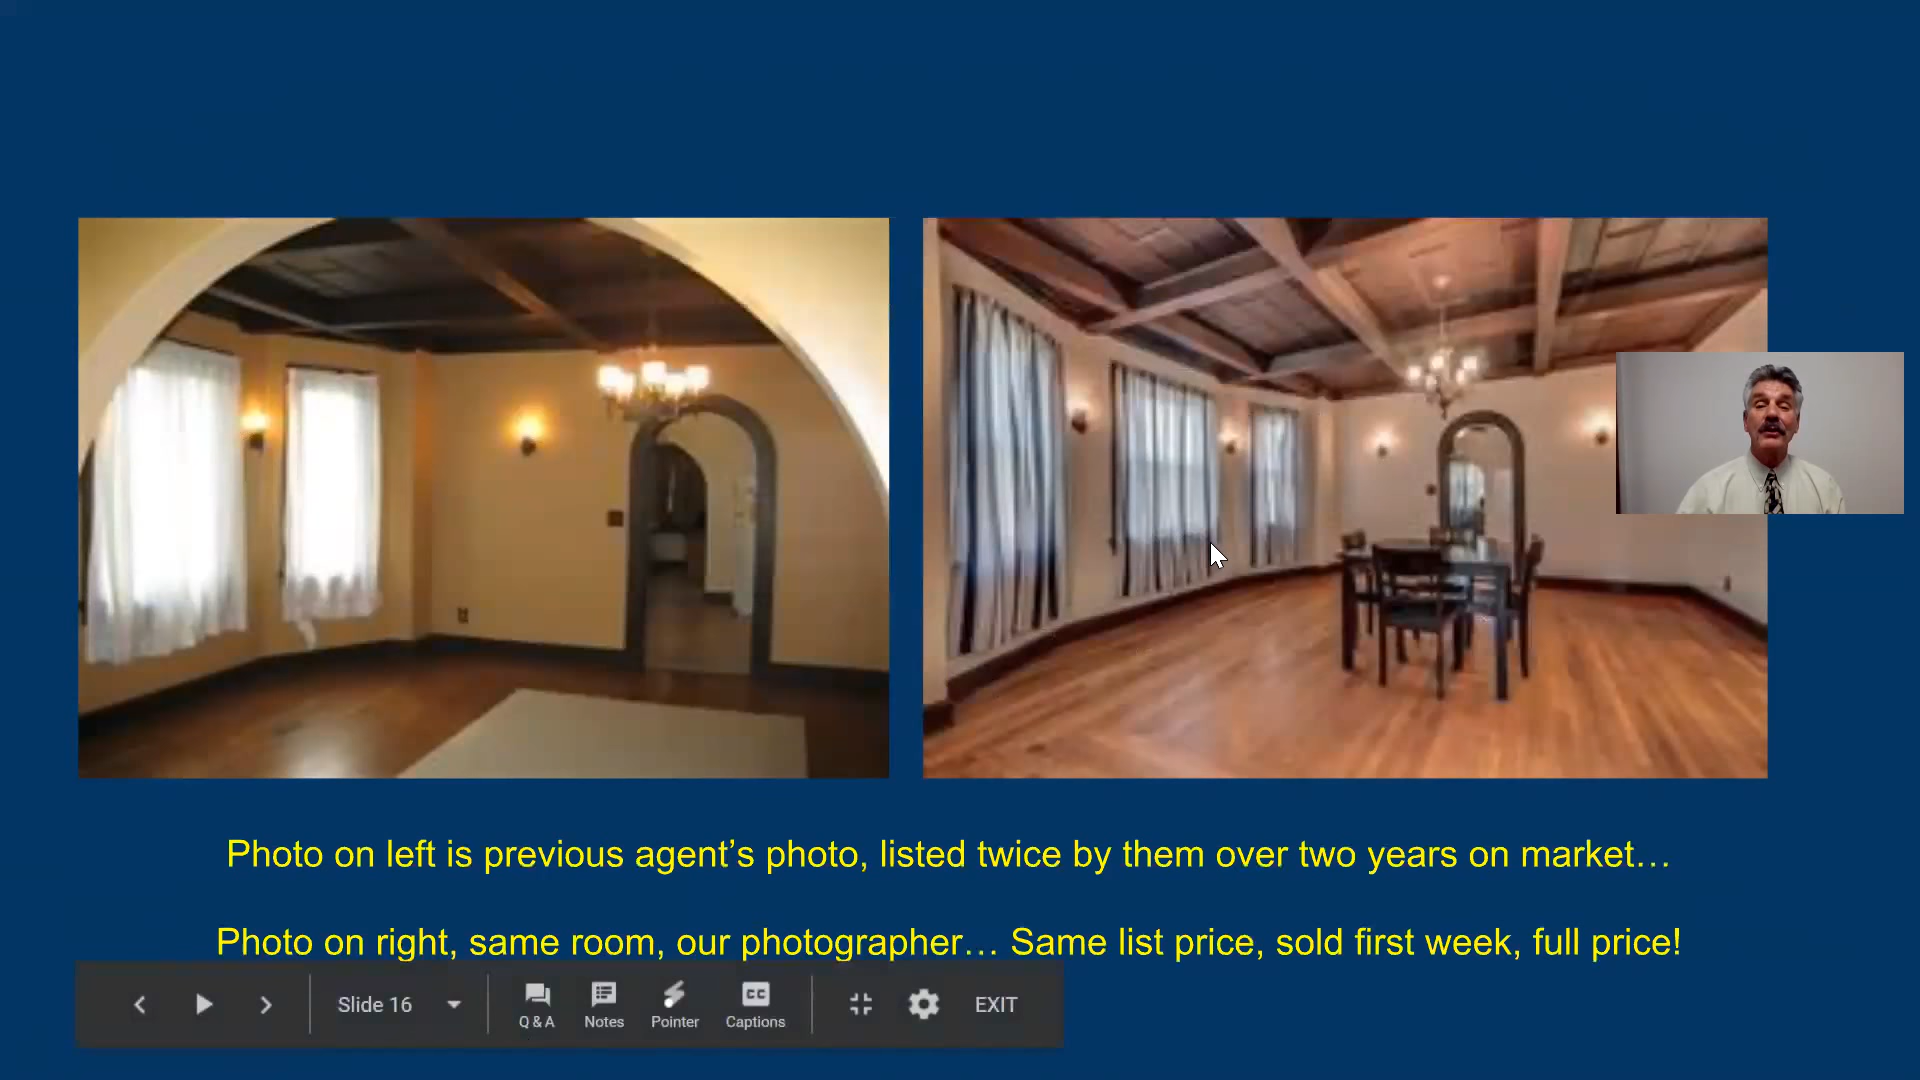 Photo on left is previous agent’s photo, listed twice by them over two years on market…
Photo on right, same room, our photographer… Same list price, sold first week, full price!
Slide 16
Q & A
Notes
Pointer
CC
Captions
EXIT